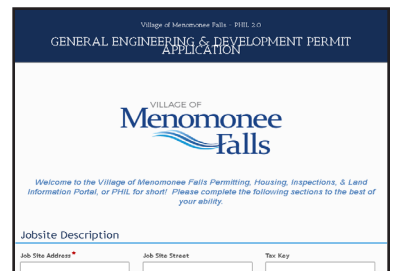 Village of Menomonee Falls - PHIL 2.0
GENERAL ENGINEERING & DEVELOPMENT PERMIT
APPLICATION
VILLAGE OF
Menomonee
Falls
Welcome to the Village of Menomonee Falls Permitting, Housing, Inspections, & Land
Information Portal, or PHIL for short! Please complete the following sections to the best of
your ability.
Jobsite Description
Job Site Address* Job Site Street Tax Key